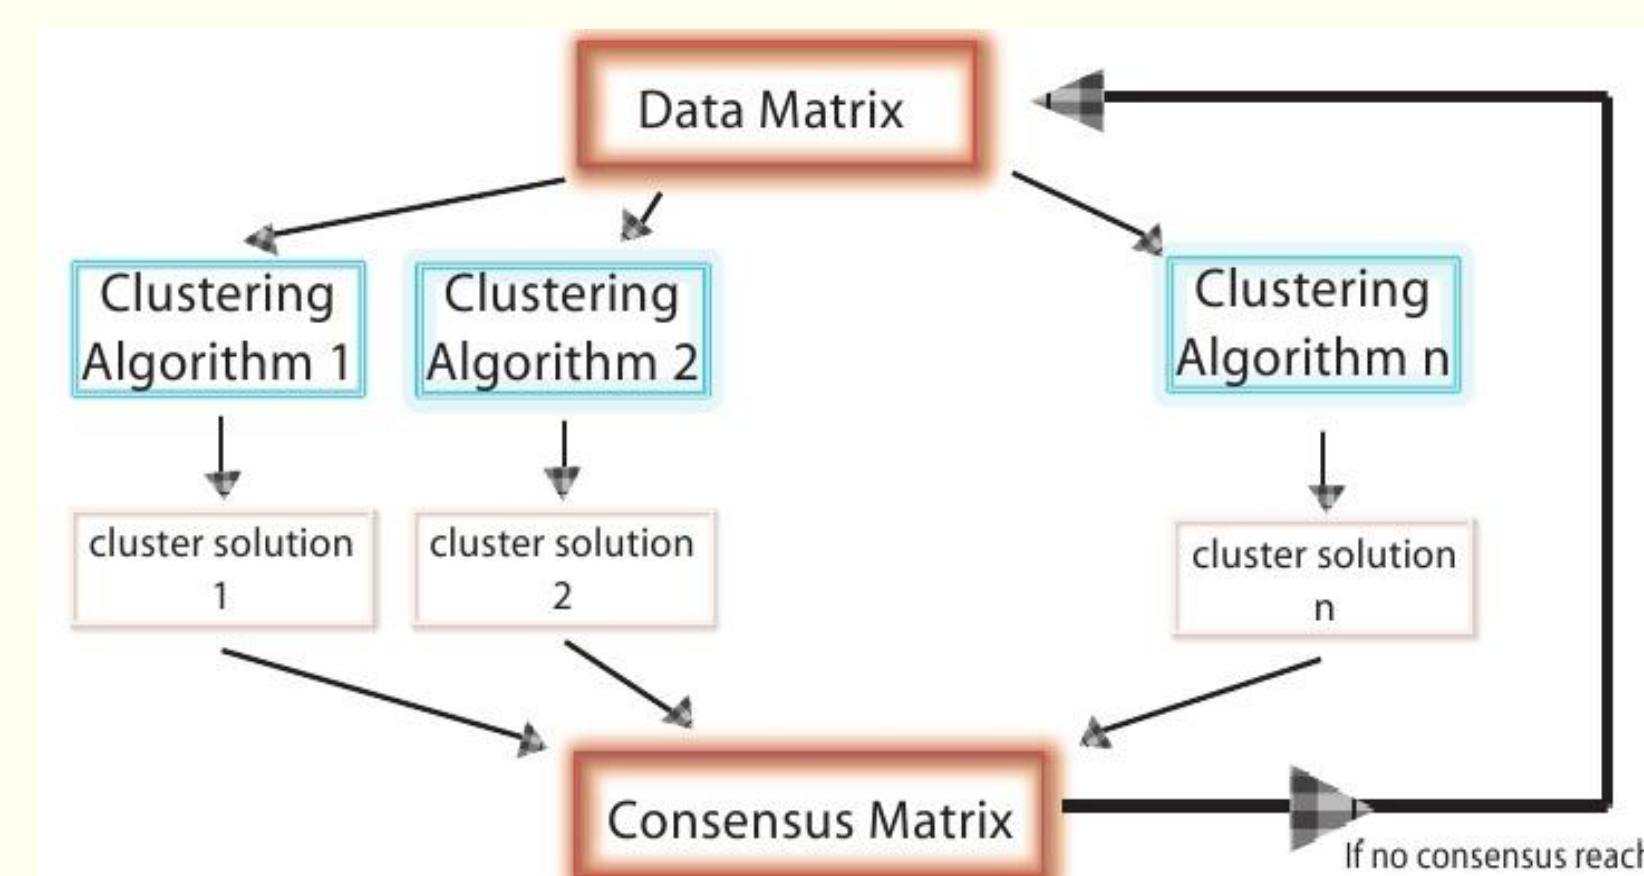 Data Matrix
Clustering
Algorithm 1
Clustering
Algorithm 2
Clustering
Algorithm n
cluster solution
1
cluster solution
2
cluster solution
n
Consensus Matrix
If no consensus reach